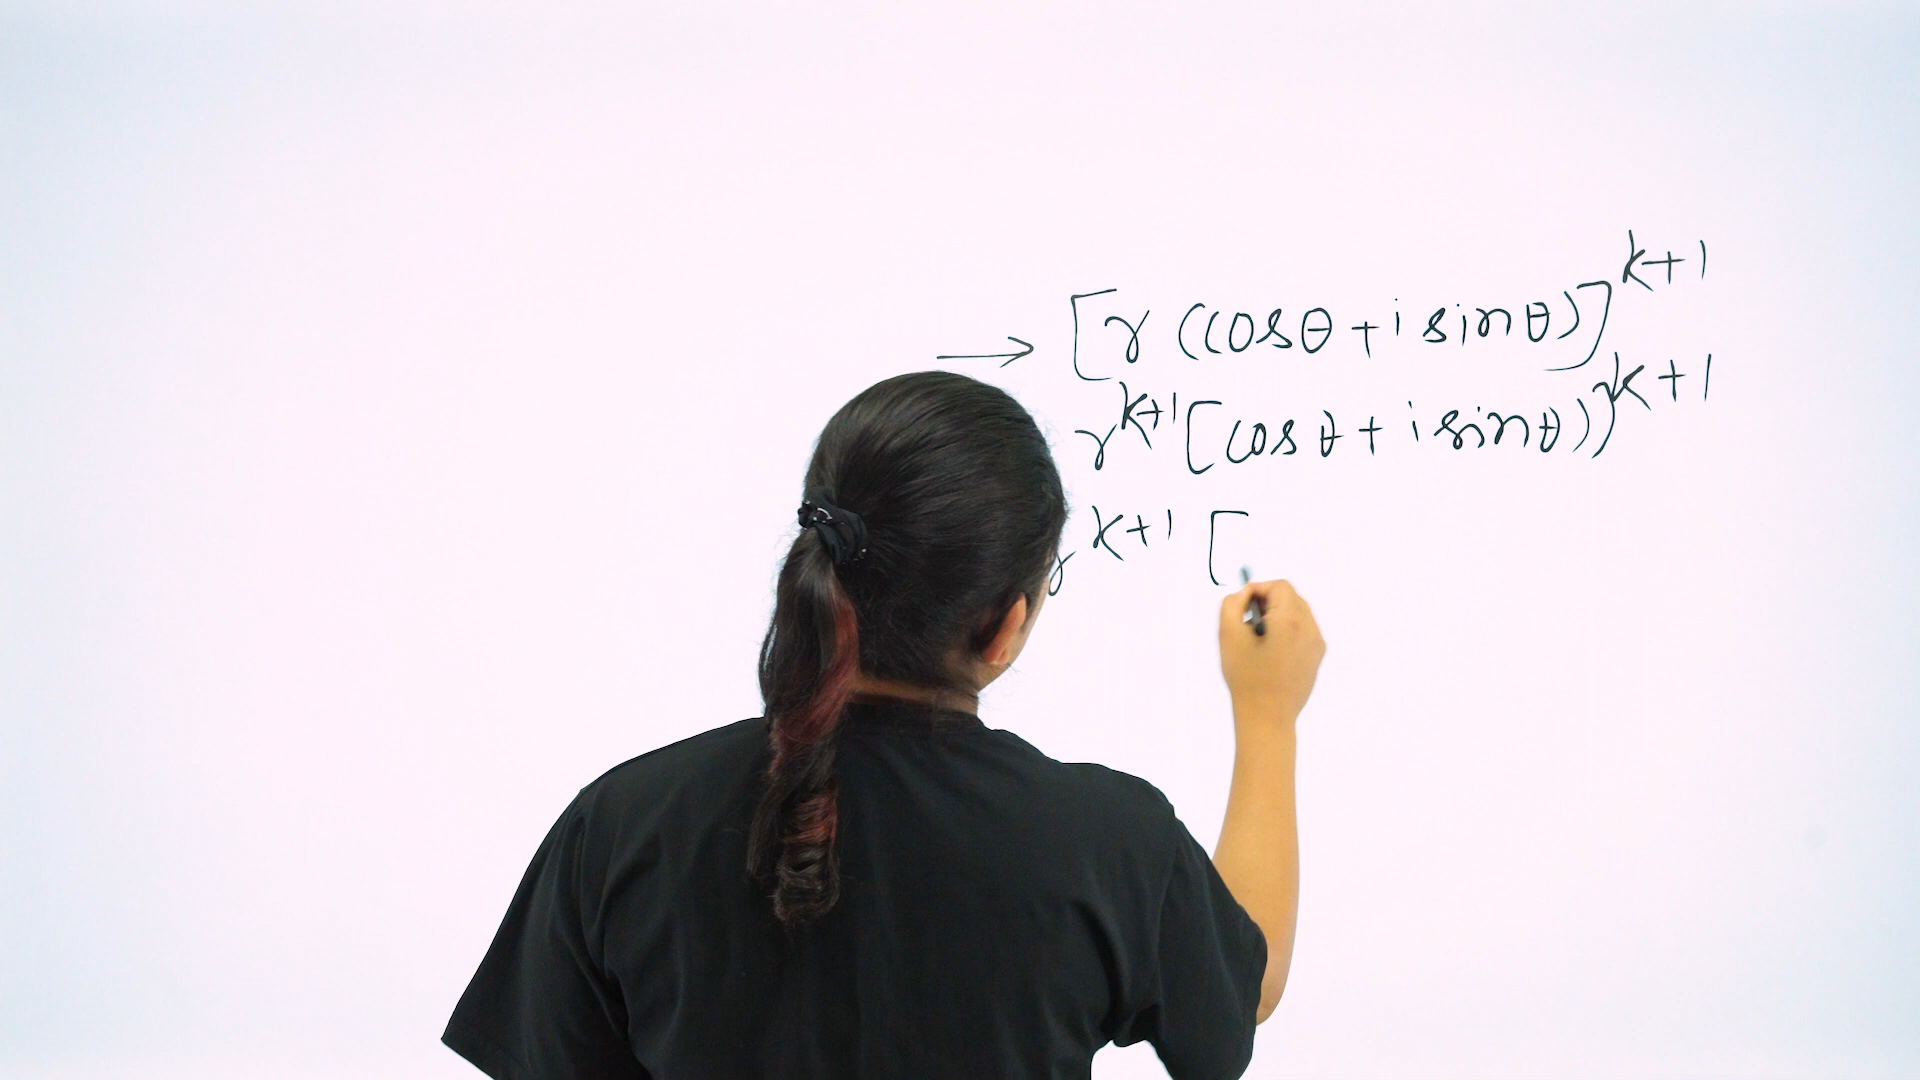 → [r (cosθ + i sinθ)]^{k+1}
r^{k+1} [cosθ + i sinθ)]^{k+1}
r^{k+1} [